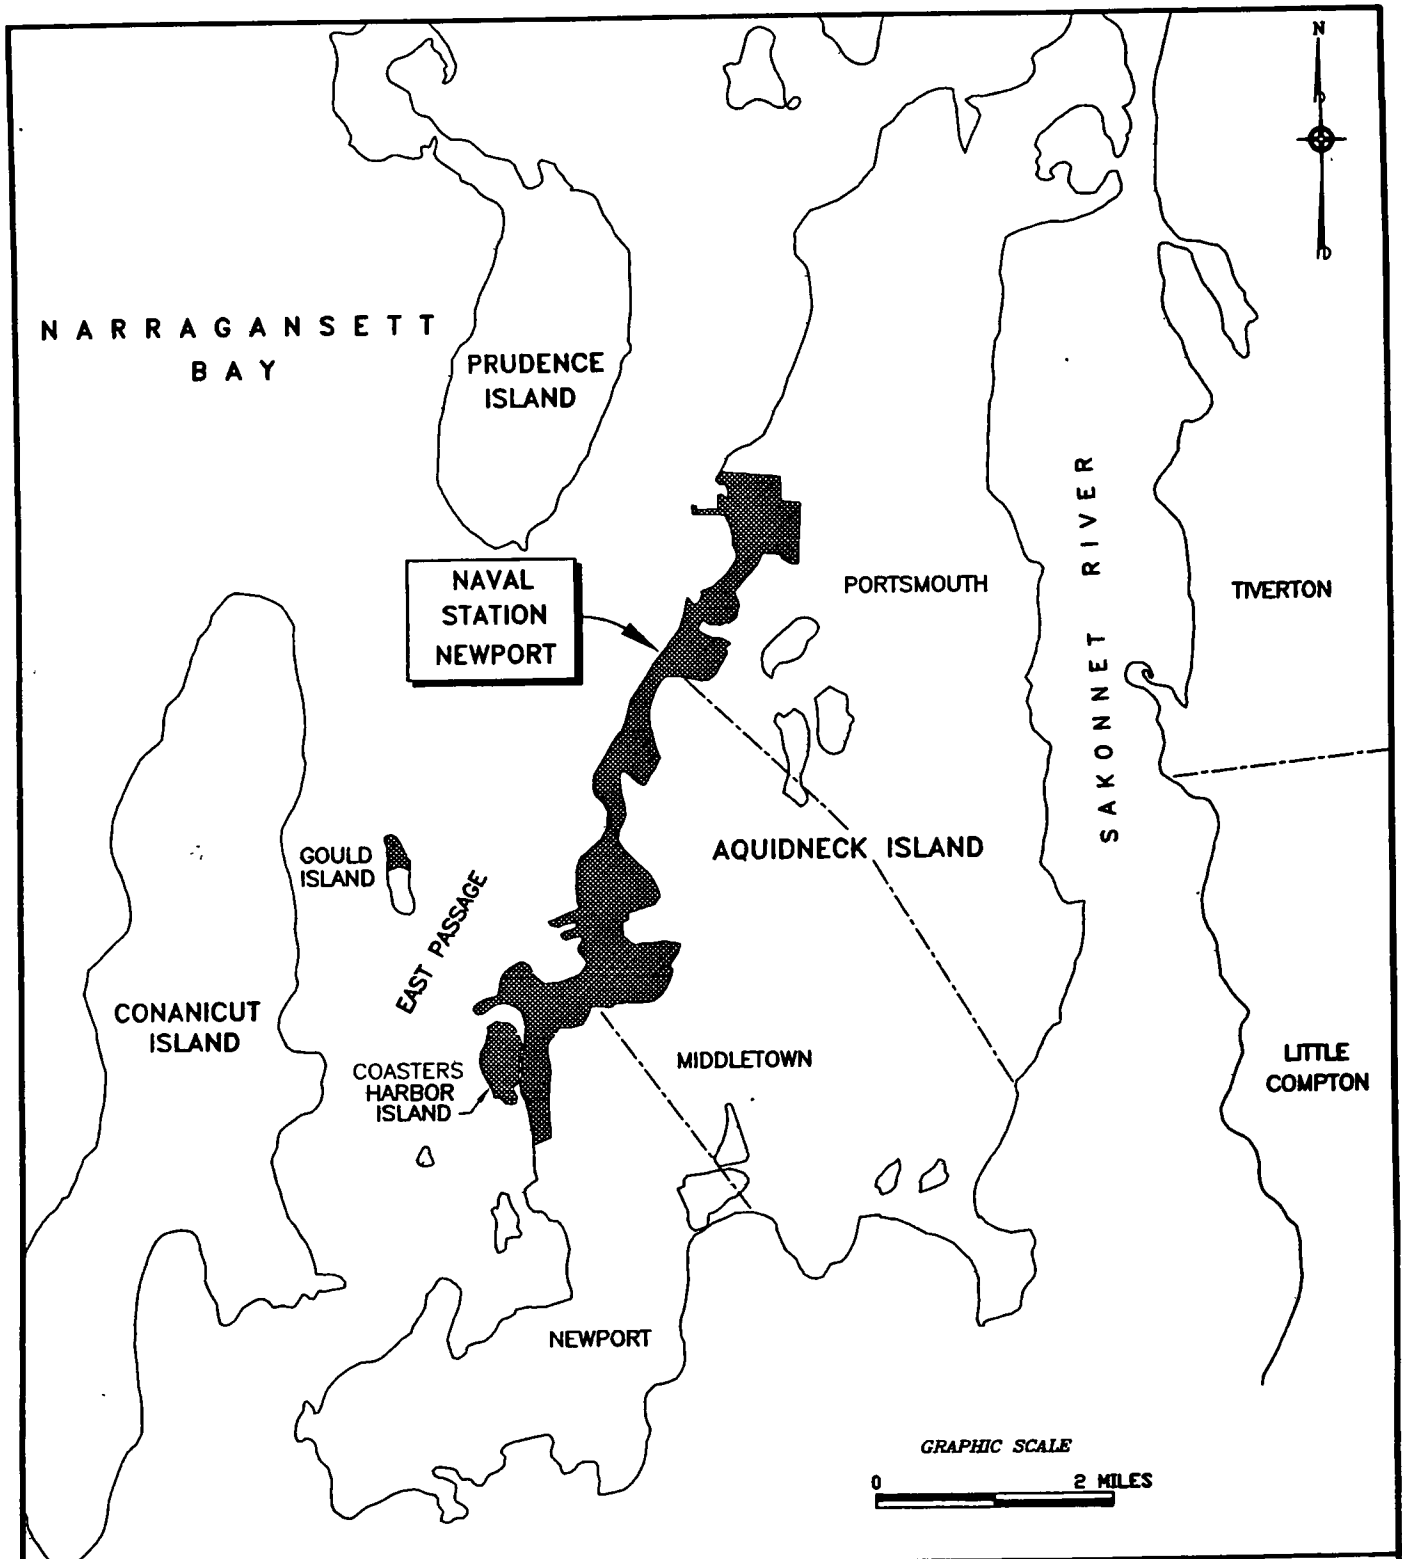 N
NARRAGANSETT
BAY
PRUDENCE
ISLAND
NAVAL
STATION
NEWPORT
PORTSMOUTH
SAKONNET RIVER
TIVERTON
GOULD
ISLAND
AQUIDNECK ISLAND
EAST PASSAGE
CONANICUT
ISLAND
COASTERS
HARBOR
ISLAND
MIDDLETOWN
LITTLE
COMPTON
NEWPORT
GRAPHIC SCALE
0 2 MILES